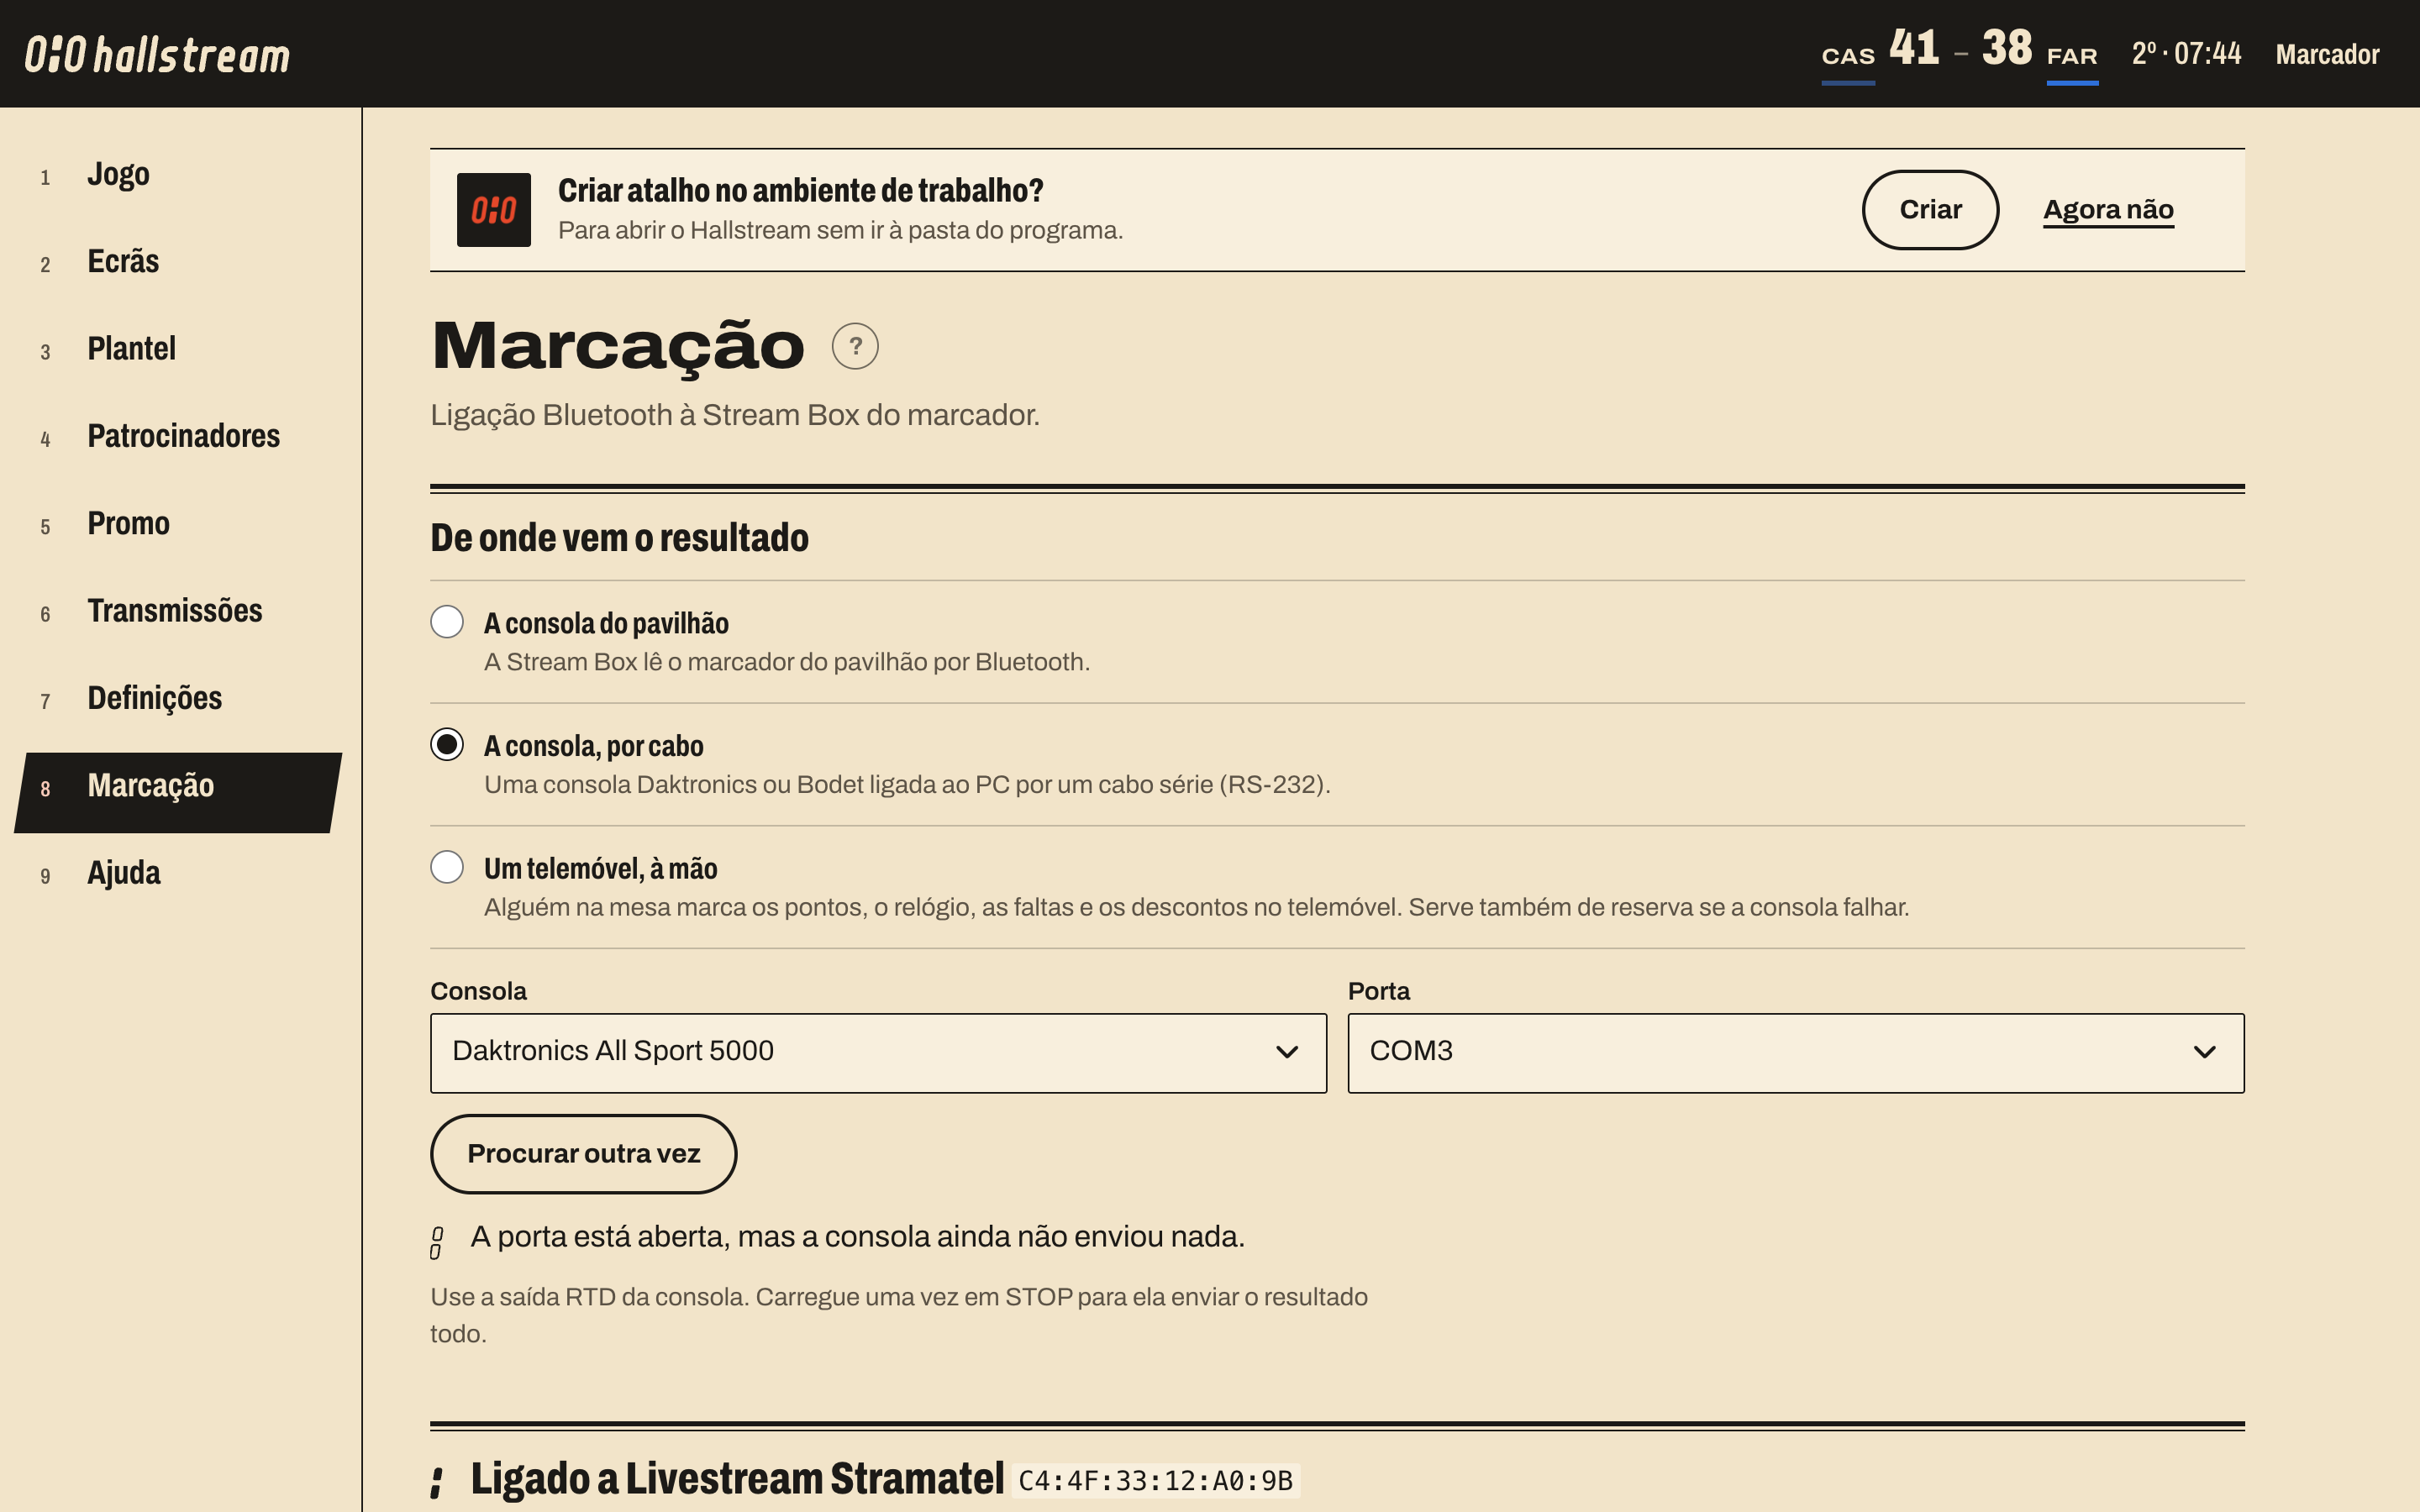 0:0 hallstream
CAS 41 – 38 FAR 2º · 07:44 Marcador
1 Jogo
2 Ecrãs
3 Plantel
4 Patrocinadores
5 Promo
6 Transmissões
7 Definições
8 Marcação
9 Ajuda
0:0
Criar atalho no ambiente de trabalho?
Para abrir o Hallstream sem ir à pasta do programa.
Criar
Agora não
Marcação ?
Ligação Bluetooth à Stream Box do marcador.
De onde vem o resultado
A consola do pavilhão
A Stream Box lê o marcador do pavilhão por Bluetooth.
A consola, por cabo
Uma consola Daktronics ou Bodet ligada ao PC por um cabo série (RS-232).
Um telemóvel, à mão
Alguém na mesa marca os pontos, o relógio, as faltas e os descontos no telemóvel. Serve também de reserva se a consola falhar.
Consola
Daktronics All Sport 5000
Porta
COM3
Procurar outra vez
A porta está aberta, mas a consola ainda não enviou nada.
Use a saída RTD da consola. Carregue uma vez em STOP para ela enviar o resultado
todo.
Ligado a Livestream Stramatel C4:4F:33:12:A0:9B